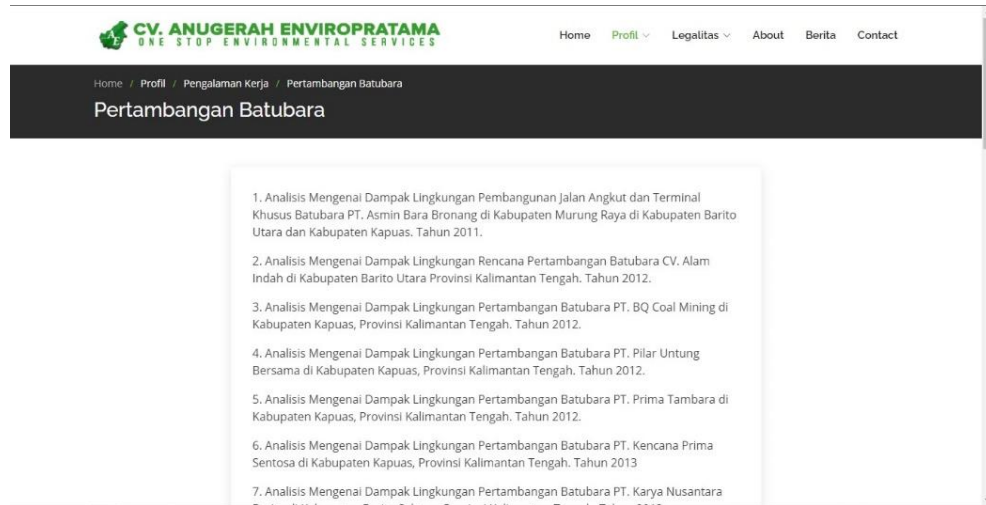 CV. ANUGERAH ENVIROPRATAMA
ONE STOP ENVIRONMENTAL SERVICES
Home Profil Legalitas About Berita Contact
Home / Profil / Pengalaman Kerja / Pertambangan Batubara
Pertambangan Batubara
1. Analisis Mengenai Dampak Lingkungan Pembangunan Jalan Angkut dan Terminal
Khusus Batubara PT. Asmin Bara Bronang di Kabupaten Murung Raya di Kabupaten Barito
Utara dan Kabupaten Kapuas. Tahun 2011.
2. Analisis Mengenai Dampak Lingkungan Rencana Pertambangan Batubara CV. Alam
Indah di Kabupaten Barito Utara Provinsi Kalimantan Tengah. Tahun 2012.
3. Analisis Mengenai Dampak Lingkungan Pertambangan Batubara PT. BQ Coal Mining di
Kabupaten Kapuas, Provinsi Kalimantan Tengah. Tahun 2012.
4. Analisis Mengenai Dampak Lingkungan Pertambangan Batubara PT. Pilar Untung
Bersama di Kabupaten Kapuas, Provinsi Kalimantan Tengah. Tahun 2012.
5. Analisis Mengenai Dampak Lingkungan Pertambangan Batubara PT. Prima Tambara di
Kabupaten Kapuas, Provinsi Kalimantan Tengah. Tahun 2012.
6. Analisis Mengenai Dampak Lingkungan Pertambangan Batubara PT. Kencana Prima
Sentosa di Kabupaten Kapuas, Provinsi Kalimantan Tengah. Tahun 2013
7. Analisis Mengenai Dampak Lingkungan Pertambangan Batubara PT. Karya Nusantara